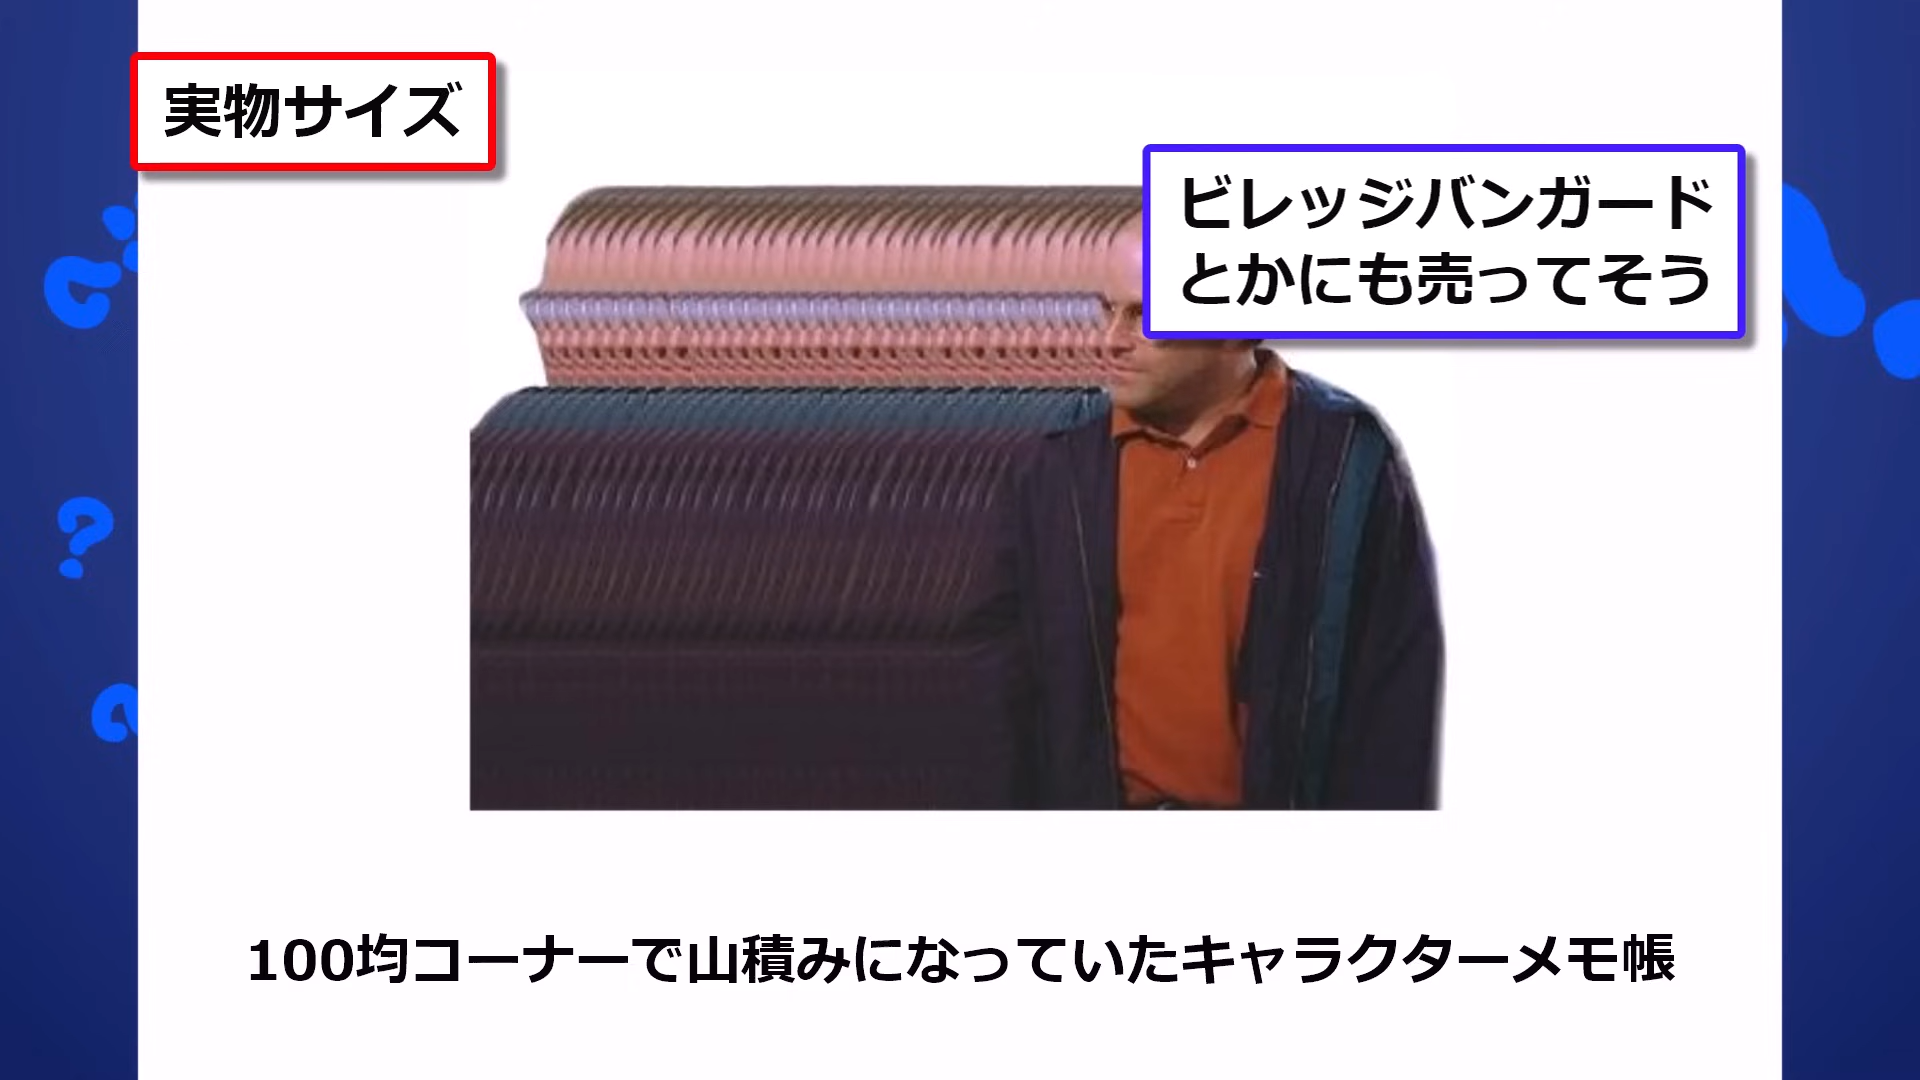 実物サイズ
ビレッジバンガード
とかにも売ってそう
100均コーナーで山積みになっていたキャラクターメモ帳